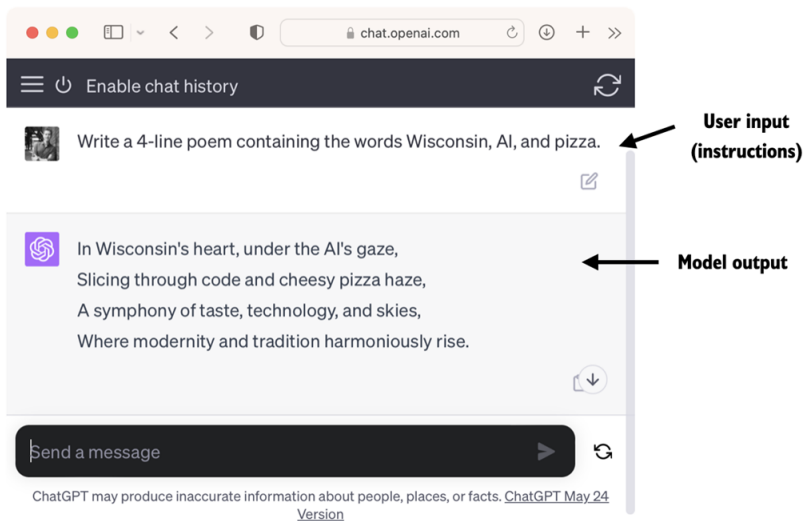 chat.openai.com
Enable chat history
Write a 4-line poem containing the words Wisconsin, AI, and pizza.
User input
(instructions)
In Wisconsin's heart, under the AI's gaze,
Slicing through code and cheesy pizza haze,
A symphony of taste, technology, and skies,
Where modernity and tradition harmoniously rise.
Model output
Send a message
ChatGPT may produce inaccurate information about people, places, or facts. ChatGPT May 24
Version